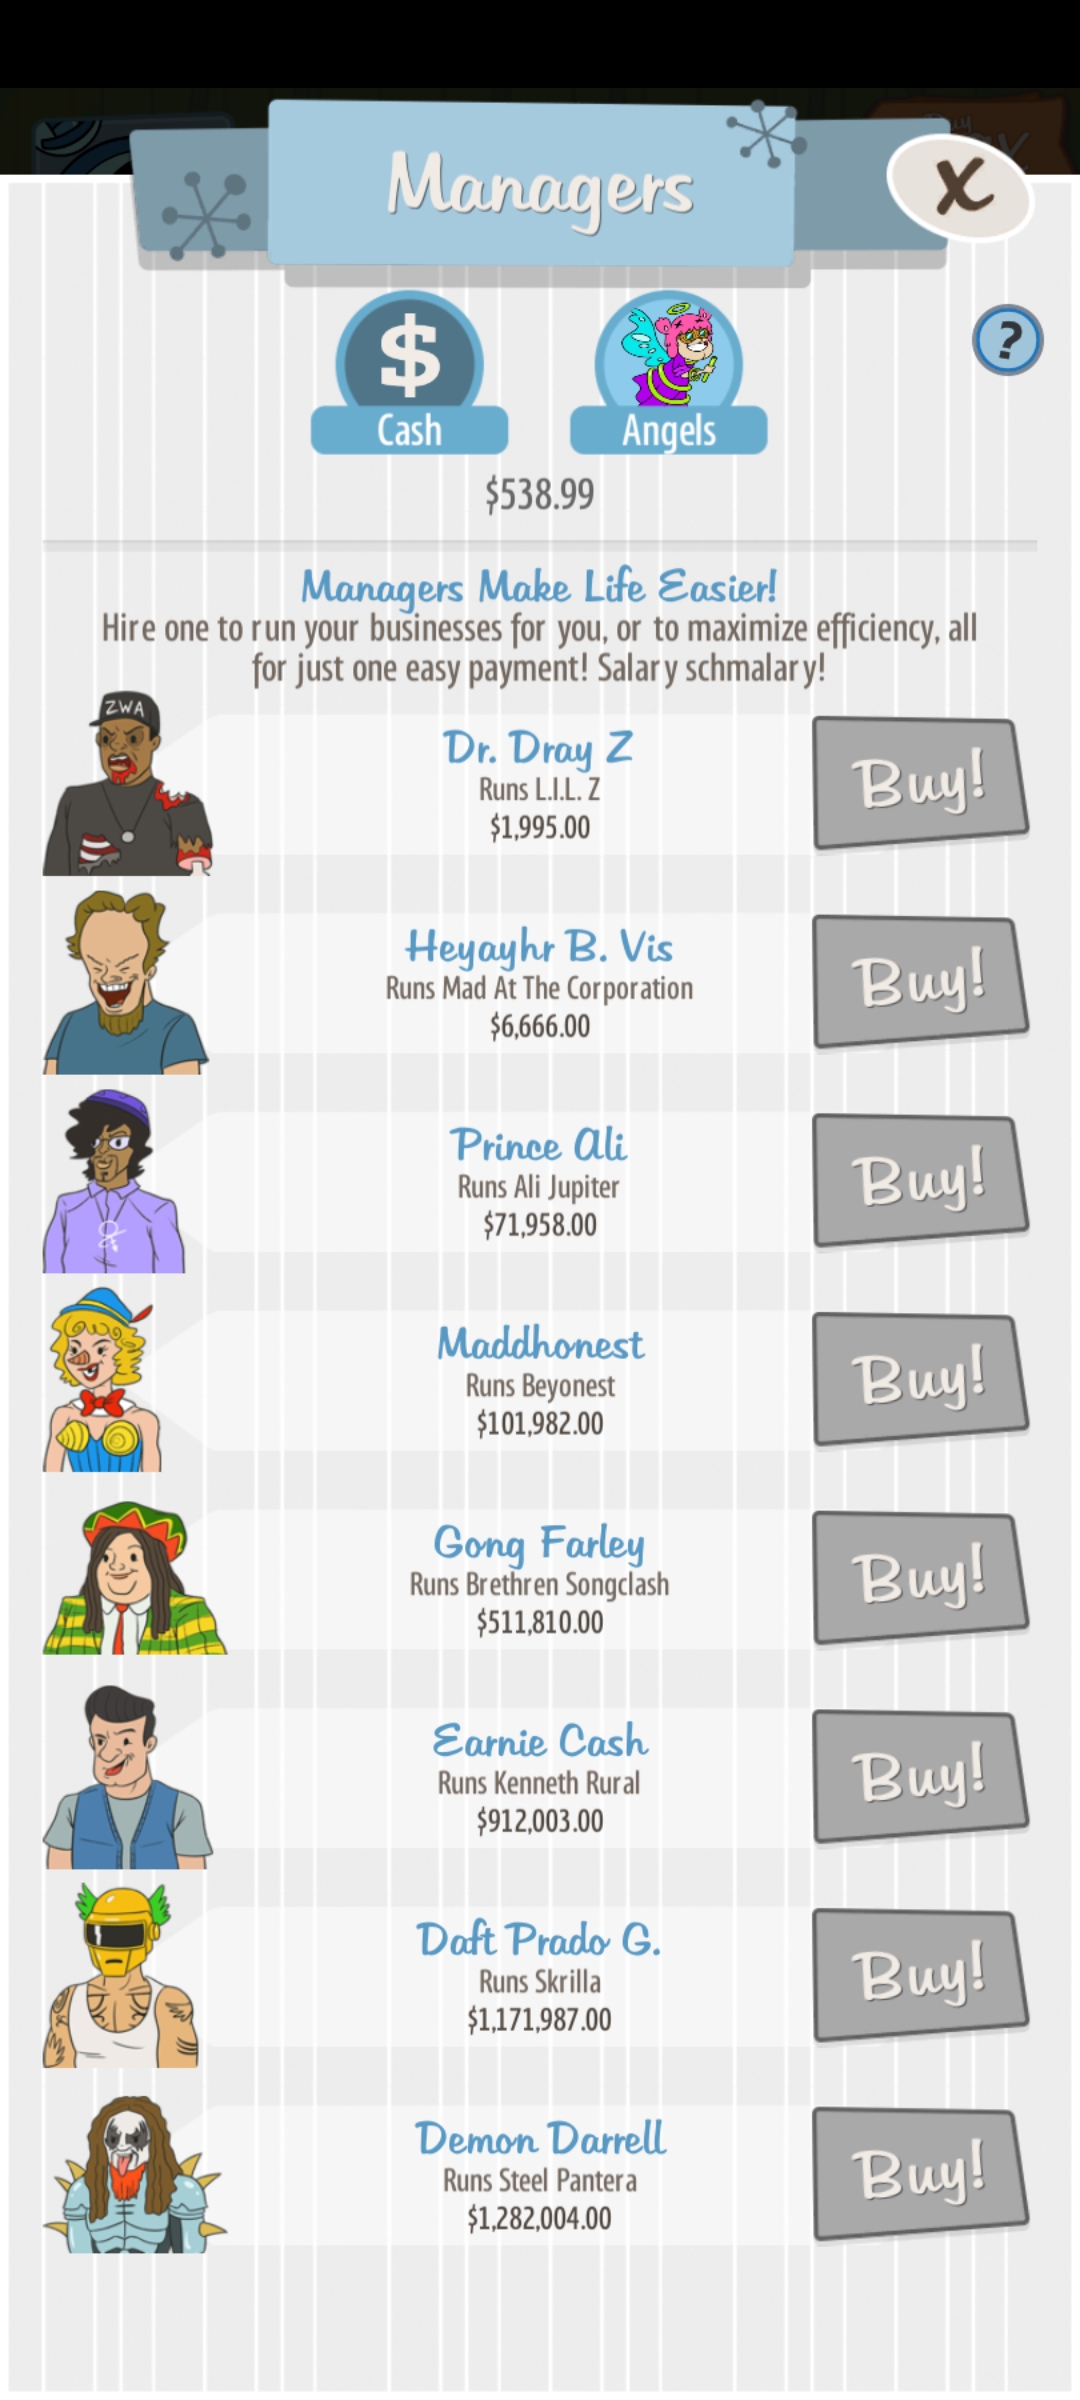 Managers
X
$
?
Cash
Angels
$538.99
Managers Make Life Easier!
Hire one to run your businesses for you, or to maximize efficiency, all
for just one easy payment! Salary schmalary!
ZWA
Dr. Dray Z
Runs L.I.L. Z
$1,995.00
Buy!
Heyayhr B. Vis
Runs Mad At The Corporation
$6,666.00
Buy!
Prince Ali
Runs Ali Jupiter
$71,958.00
Buy!
Maddhonest
Runs Beyonest
$101,982.00
Buy!
Gong Farley
Runs Brethren Songclash
$511,810.00
Buy!
Earnie Cash
Runs Kenneth Rural
$912,003.00
Buy!
Daft Prado G.
Runs Skrilla
$1,171,987.00
Buy!
Demon Darrell
Runs Steel Pantera
$1,282,004.00
Buy!